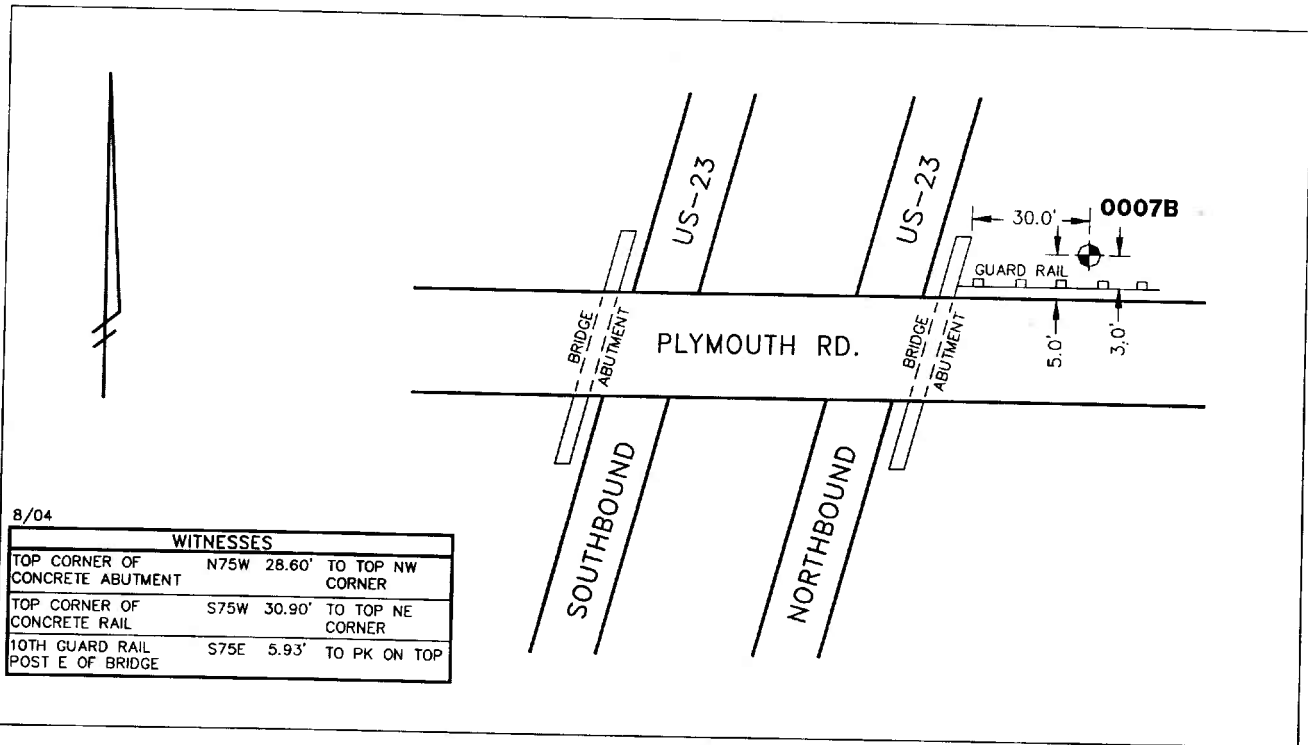 US-23
US-23
30.0'
0007B
GUARD RAIL
BRIDGE
ABUTMENT
PLYMOUTH RD.
BRIDGE
ABUTMENT
5.0'
3.0'
SOUTHBOUND
NORTHBOUND
8/04
WITNESSES
TOP CORNER OF CONCRETE ABUTMENT N75W 28.60' TO TOP NW CORNER
TOP CORNER OF CONCRETE RAIL S75W 30.90' TO TOP NE CORNER
10TH GUARD RAIL POST E OF BRIDGE S75E 5.93' TO PK ON TOP